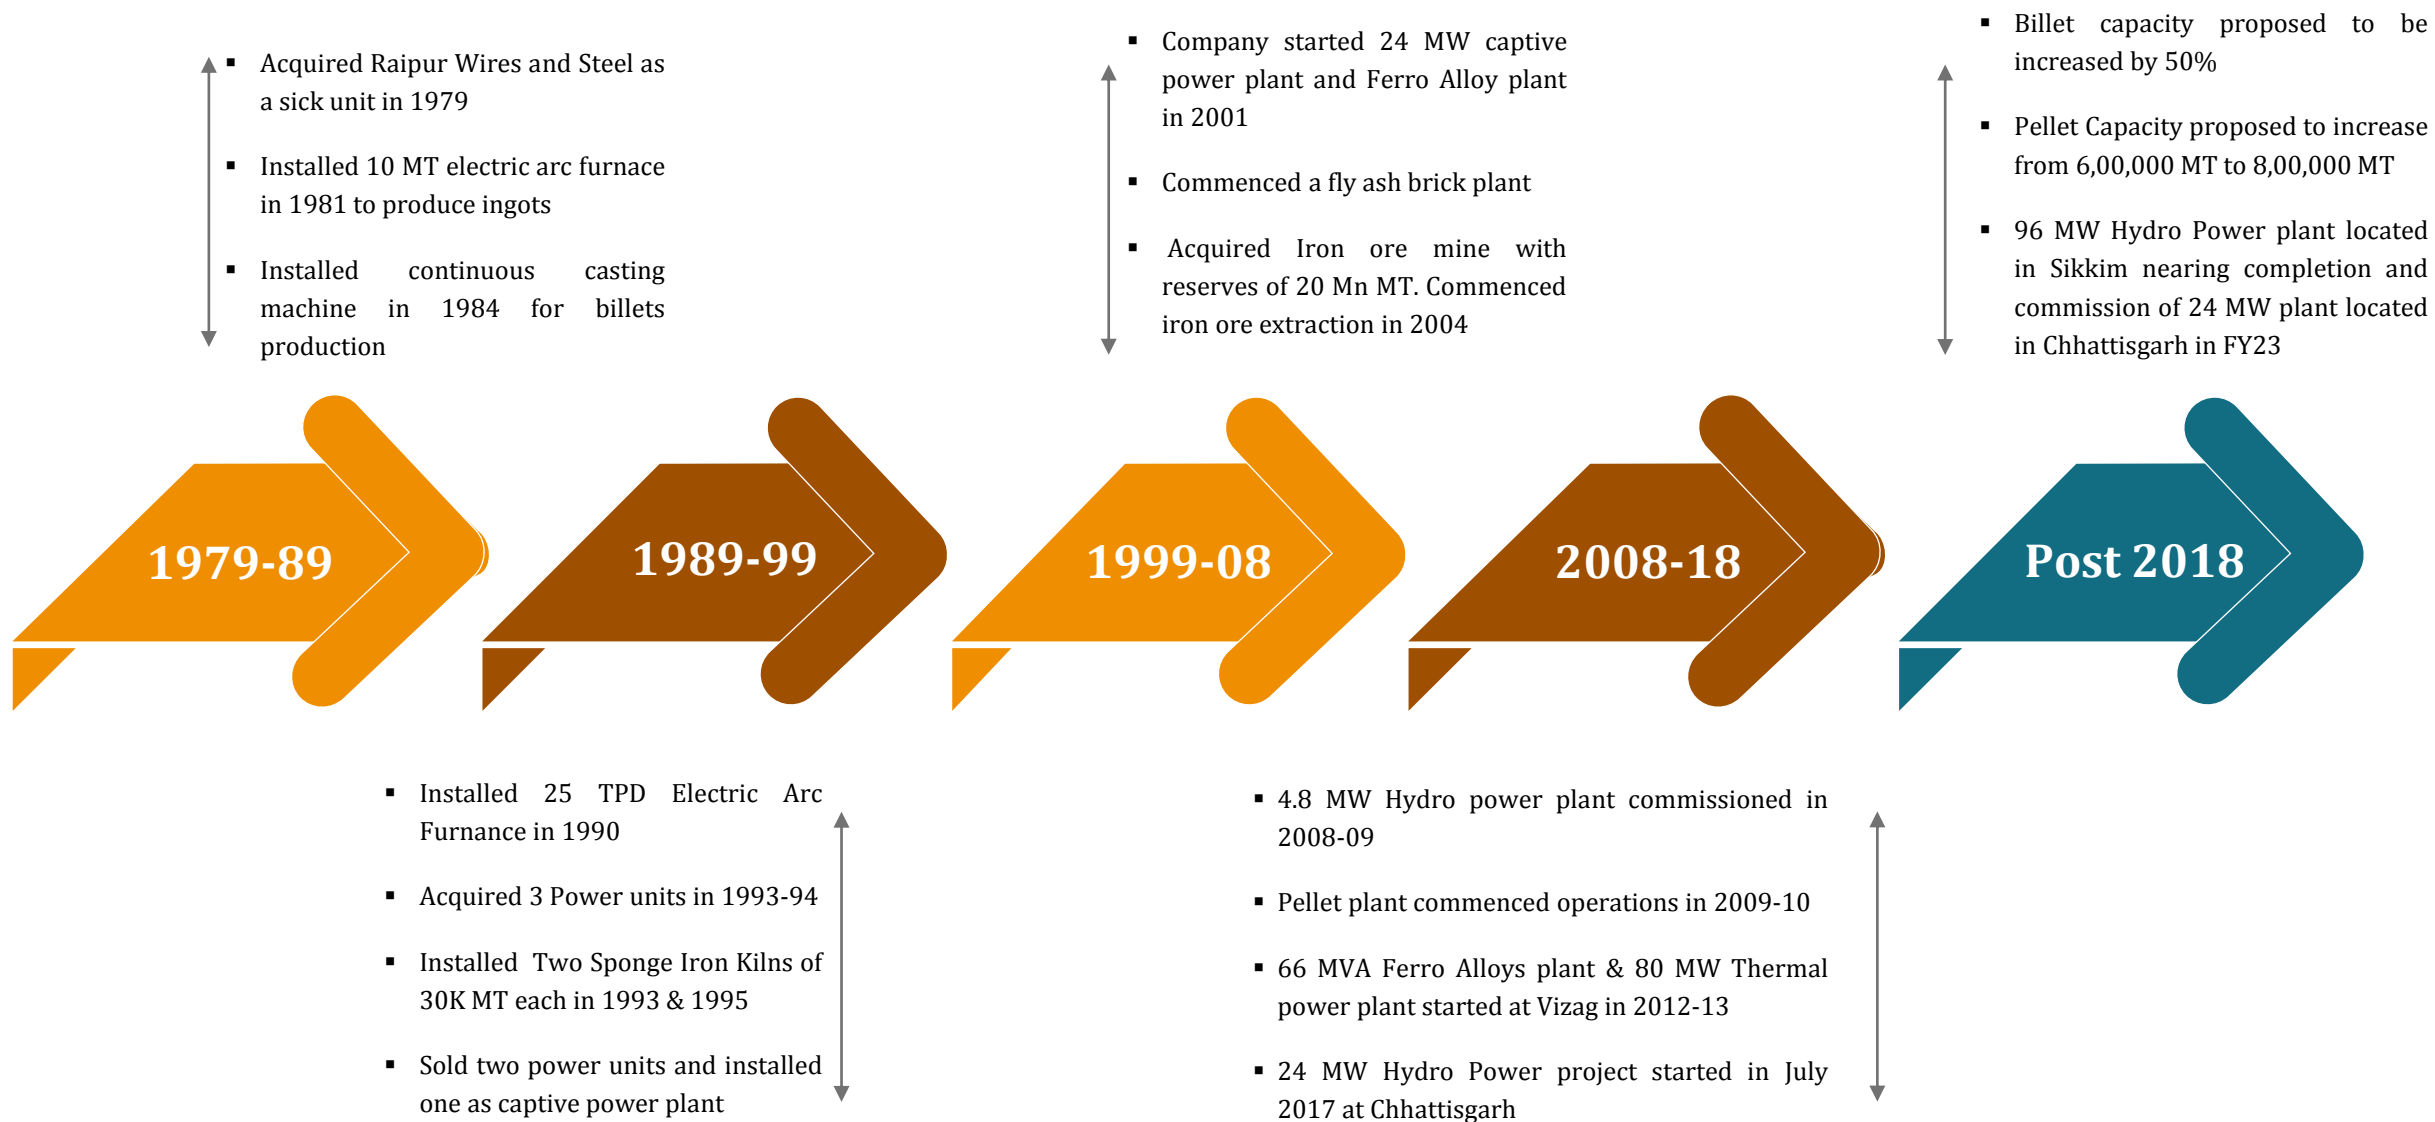 ▪ Acquired Raipur Wires and Steel as
a sick unit in 1979
▪ Installed 10 MT electric arc furnace
in 1981 to produce ingots
▪ Installed continuous casting
machine in 1984 for billets
production
▪ Company started 24 MW captive
power plant and Ferro Alloy plant
in 2001
▪ Commenced a fly ash brick plant
▪ Acquired Iron ore mine with
reserves of 20 Mn MT. Commenced
iron ore extraction in 2004
▪ Billet capacity proposed to be
increased by 50%
▪ Pellet Capacity proposed to increase
from 6,00,000 MT to 8,00,000 MT
▪ 96 MW Hydro Power plant located
in Sikkim nearing completion and
commission of 24 MW plant located
in Chhattisgarh in FY23
1979-89
1989-99
1999-08
2008-18
Post 2018
▪ Installed 25 TPD Electric Arc
Furnance in 1990
▪ Acquired 3 Power units in 1993-94
▪ Installed Two Sponge Iron Kilns of
30K MT each in 1993 & 1995
▪ Sold two power units and installed
one as captive power plant
▪ 4.8 MW Hydro power plant commissioned in
2008-09
▪ Pellet plant commenced operations in 2009-10
▪ 66 MVA Ferro Alloys plant & 80 MW Thermal
power plant started at Vizag in 2012-13
▪ 24 MW Hydro Power project started in July
2017 at Chhattisgarh